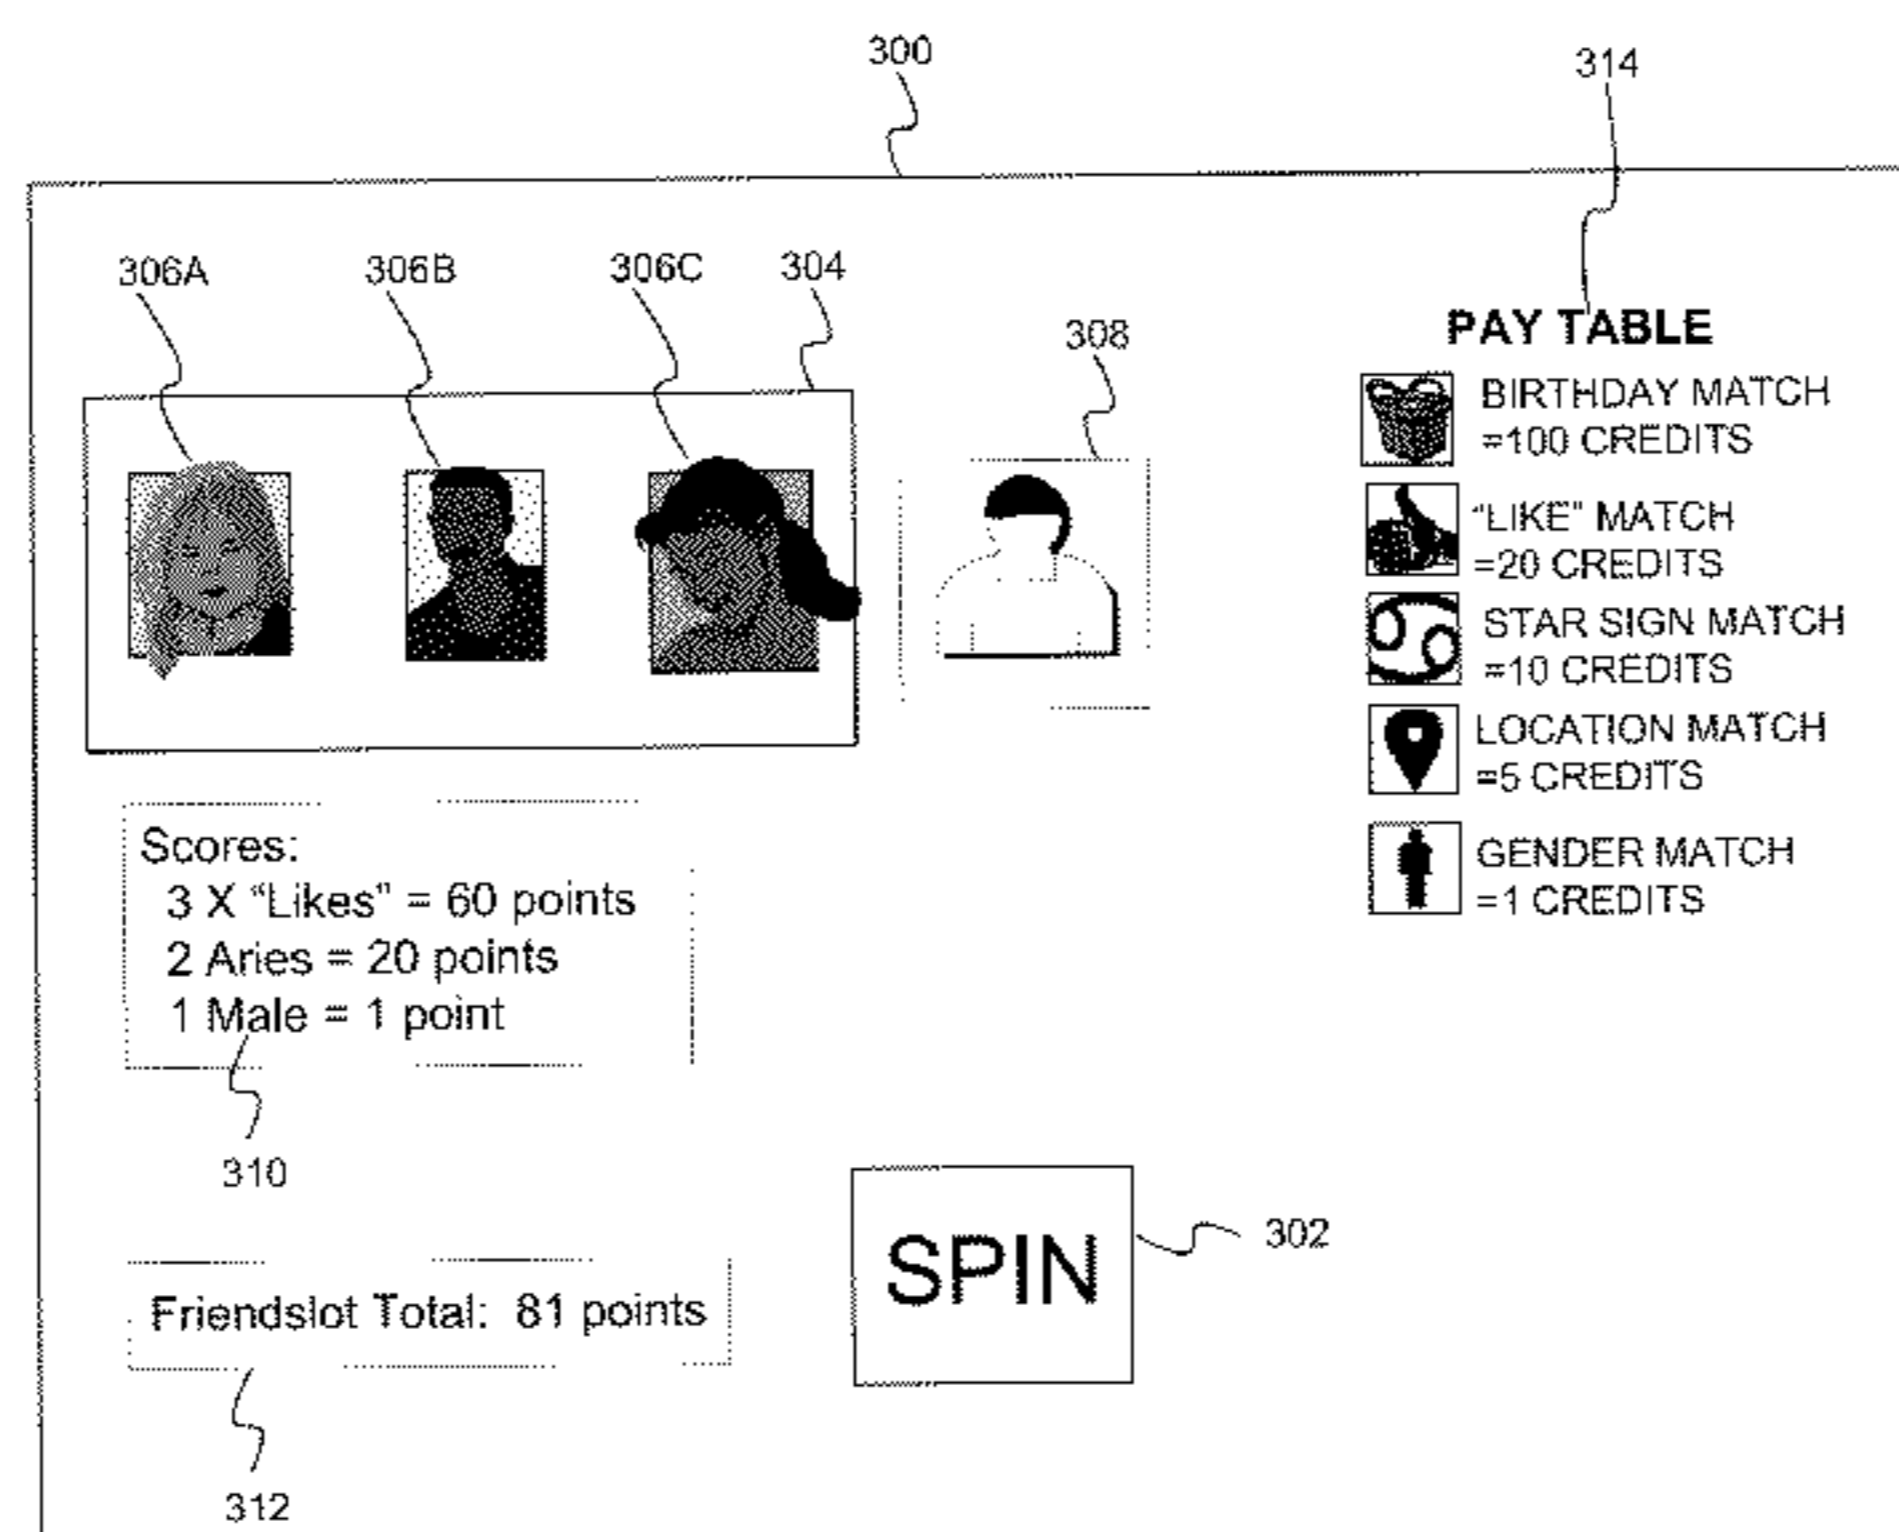 300
314
306A
306B
306C
304
308
PAY TABLE
BIRTHDAY MATCH
=100 CREDITS
"LIKE" MATCH
=20 CREDITS
STAR SIGN MATCH
=10 CREDITS
LOCATION MATCH
=5 CREDITS
GENDER MATCH
=1 CREDITS
Scores:
3 X "Likes" = 60 points
2 Aries = 20 points
1 Male = 1 point
310
SPIN
302
Friendslot Total: 81 points
312